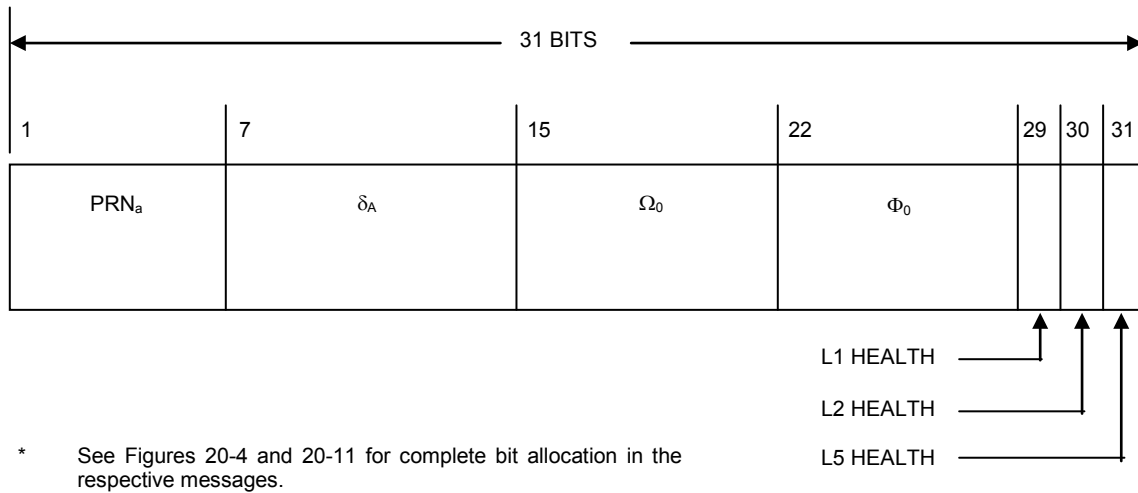 31 BITS
1 7 15 22 29 30 31
PRNₐ δA Ω₀ Φ₀
L1 HEALTH
L2 HEALTH
L5 HEALTH
* See Figures 20-4 and 20-11 for complete bit allocation in the
respective messages.